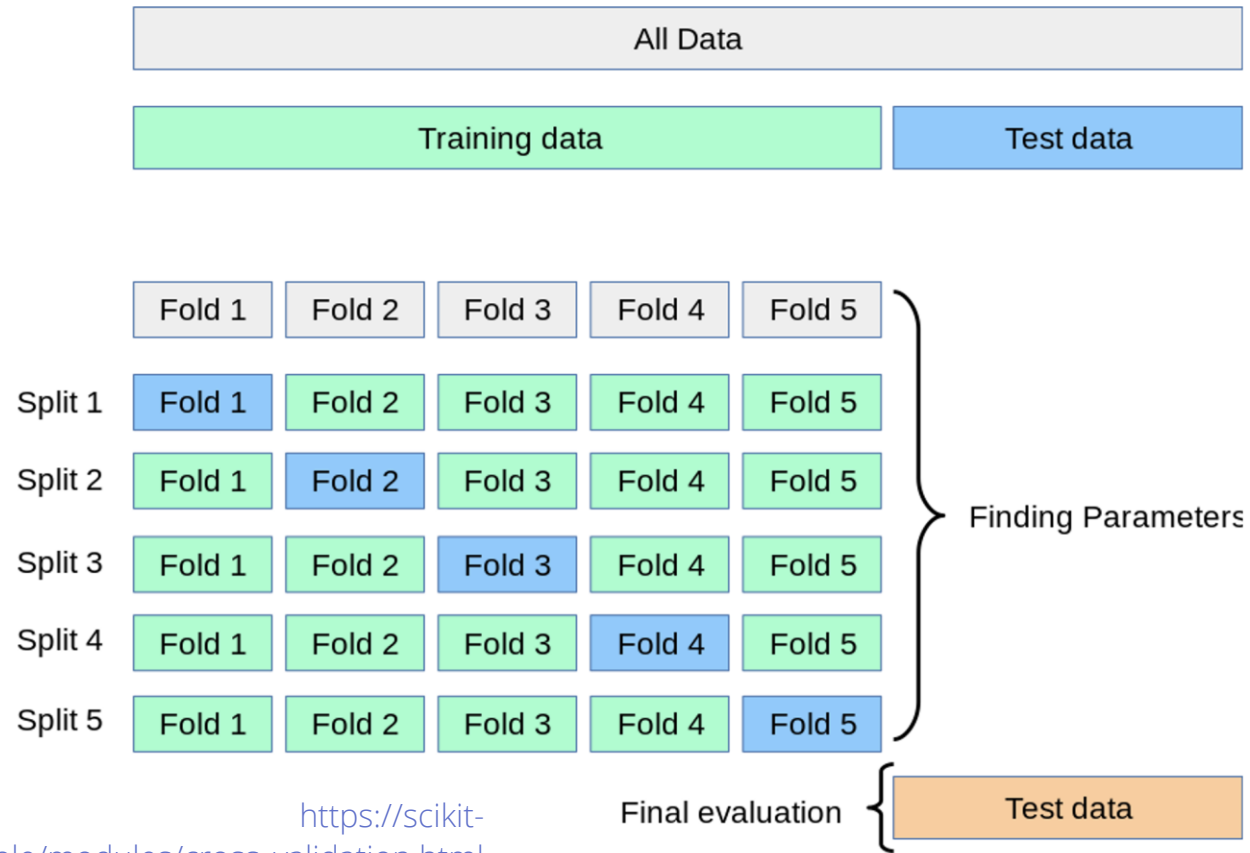 All Data
Training data Test data
Fold 1 Fold 2 Fold 3 Fold 4 Fold 5
Split 1 Fold 1 Fold 2 Fold 3 Fold 4 Fold 5
Split 2 Fold 1 Fold 2 Fold 3 Fold 4 Fold 5
Finding Parameters
Split 3 Fold 1 Fold 2 Fold 3 Fold 4 Fold 5
Split 4 Fold 1 Fold 2 Fold 3 Fold 4 Fold 5
Split 5 Fold 1 Fold 2 Fold 3 Fold 4 Fold 5
https://scikit-
Final evaluation Test data